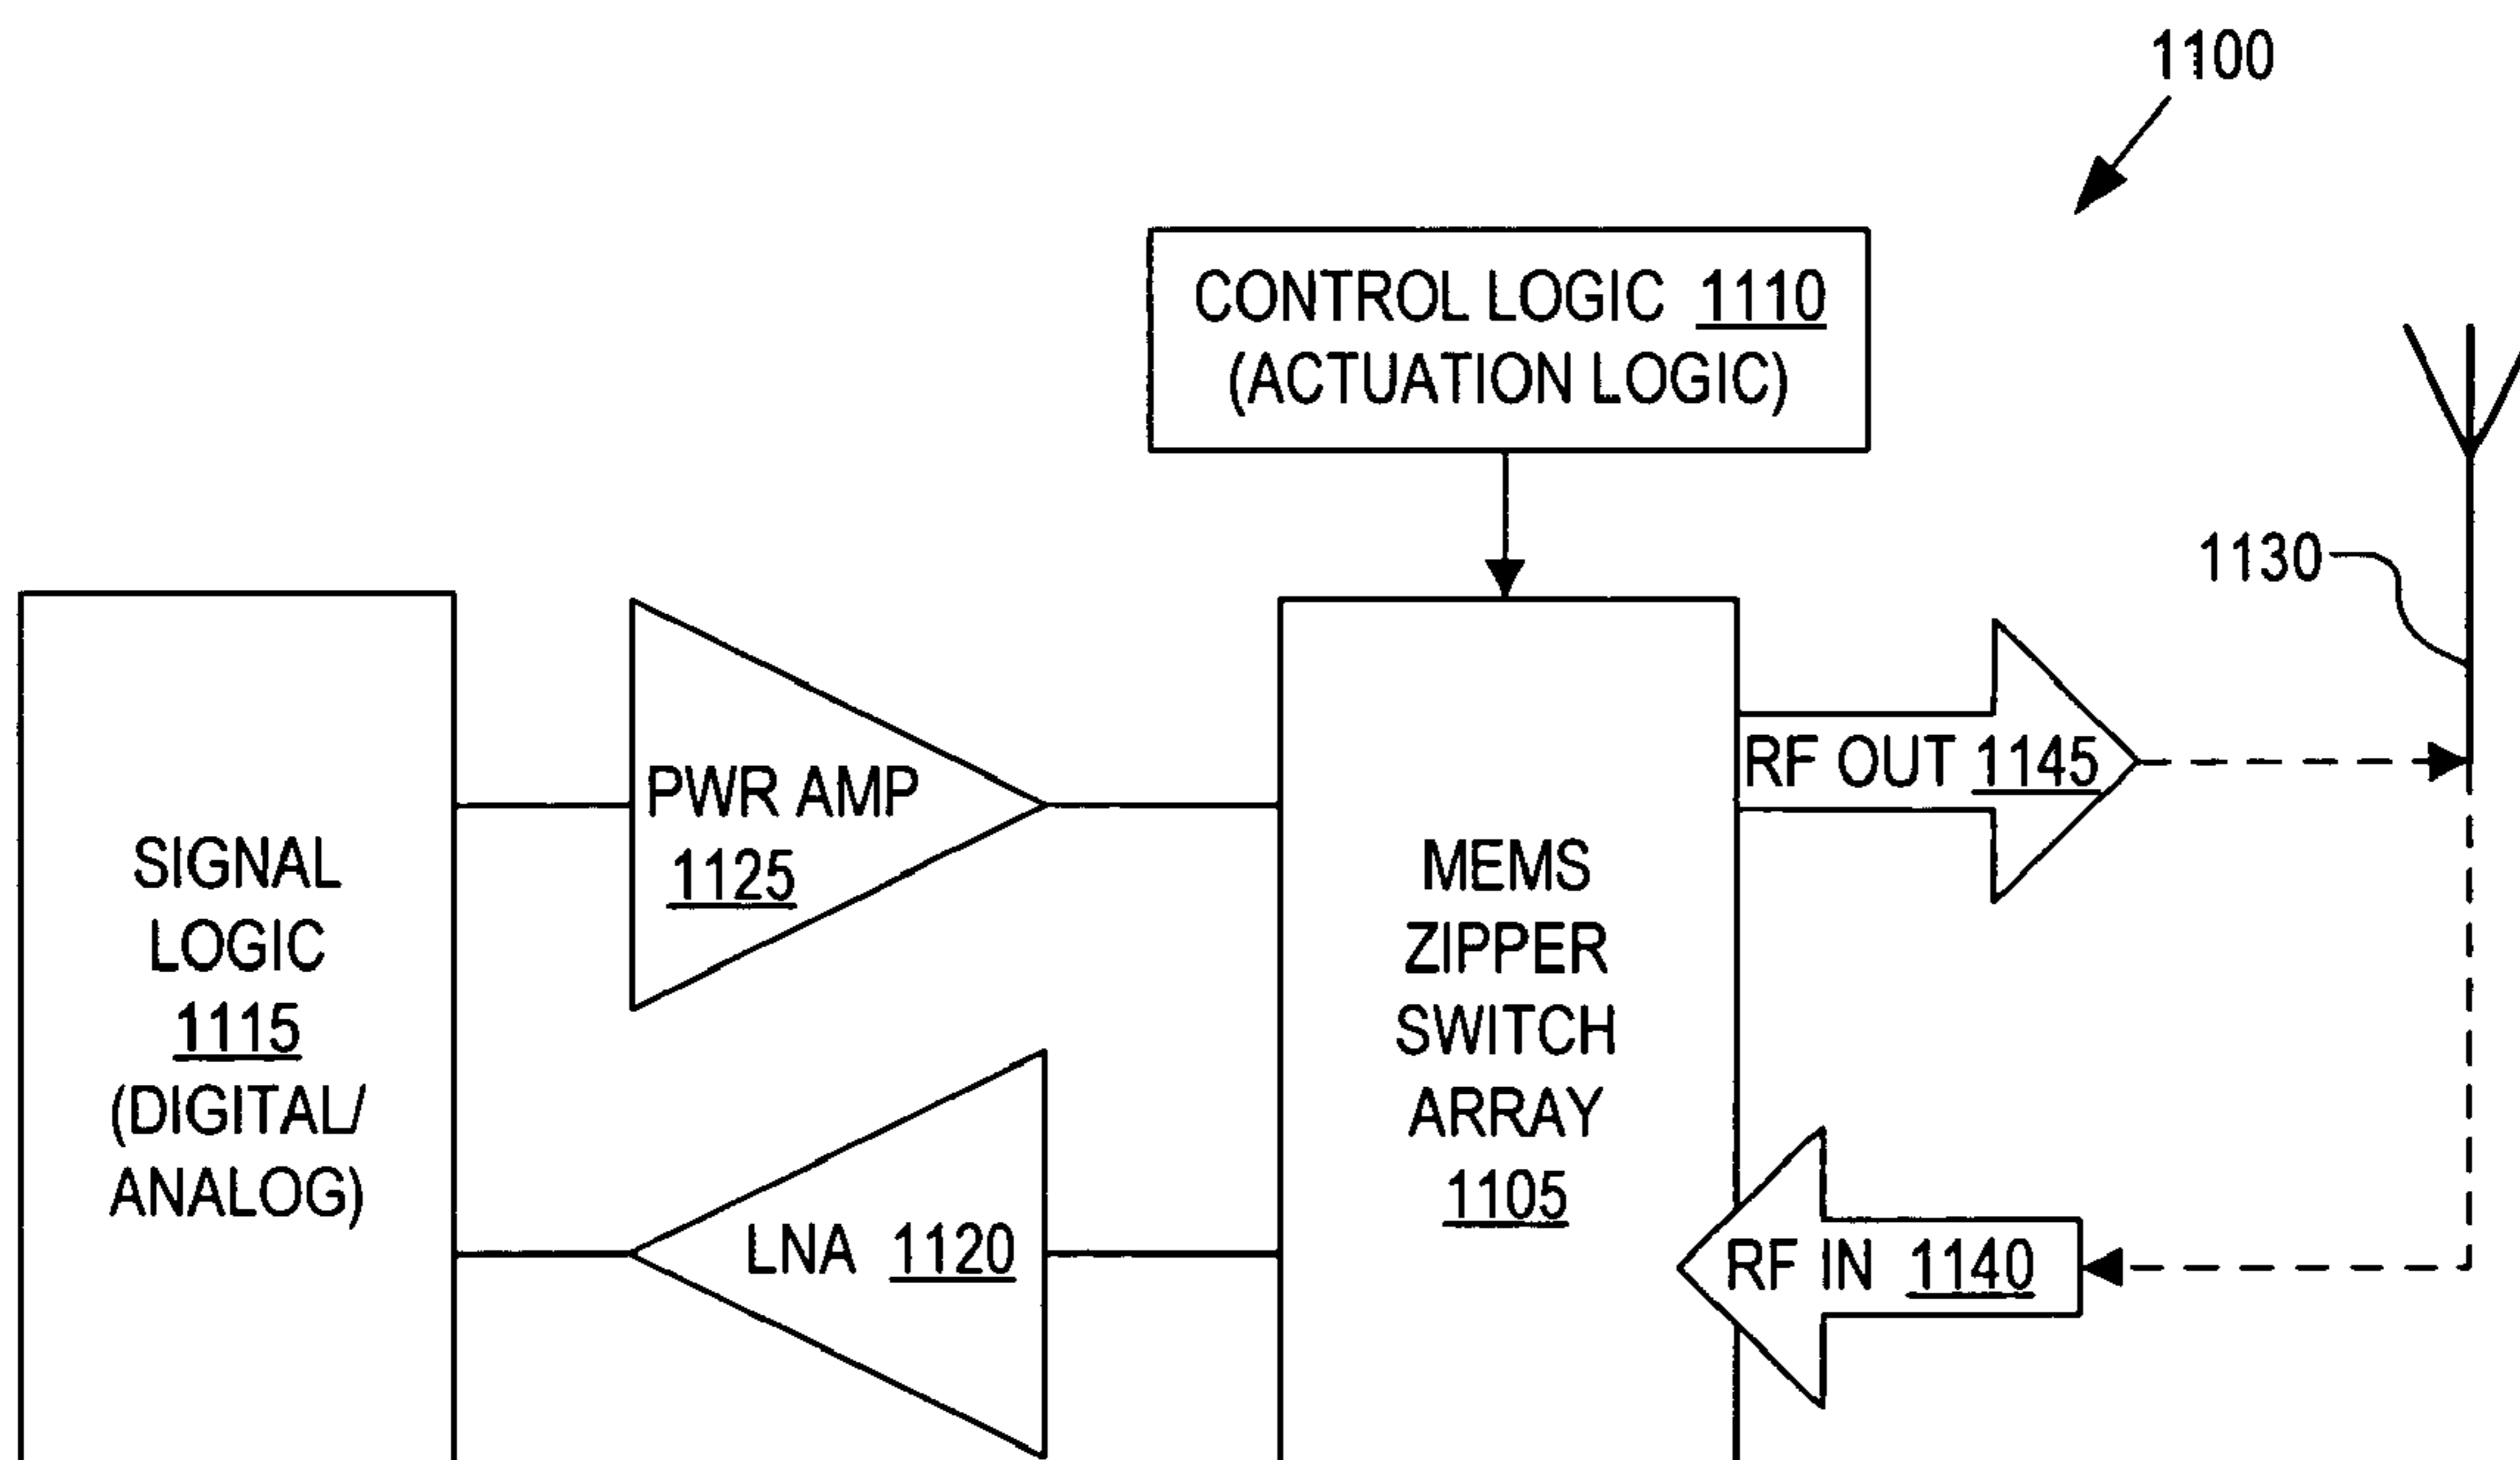 1100
CONTROL LOGIC 1110
(ACTUATION LOGIC)
1130
SIGNAL
LOGIC
1115
(DIGITAL/
ANALOG)
PWR AMP
1125
LNA 1120
MEMS
ZIPPER
SWITCH
ARRAY
1105
RF OUT 1145
RF IN 1140